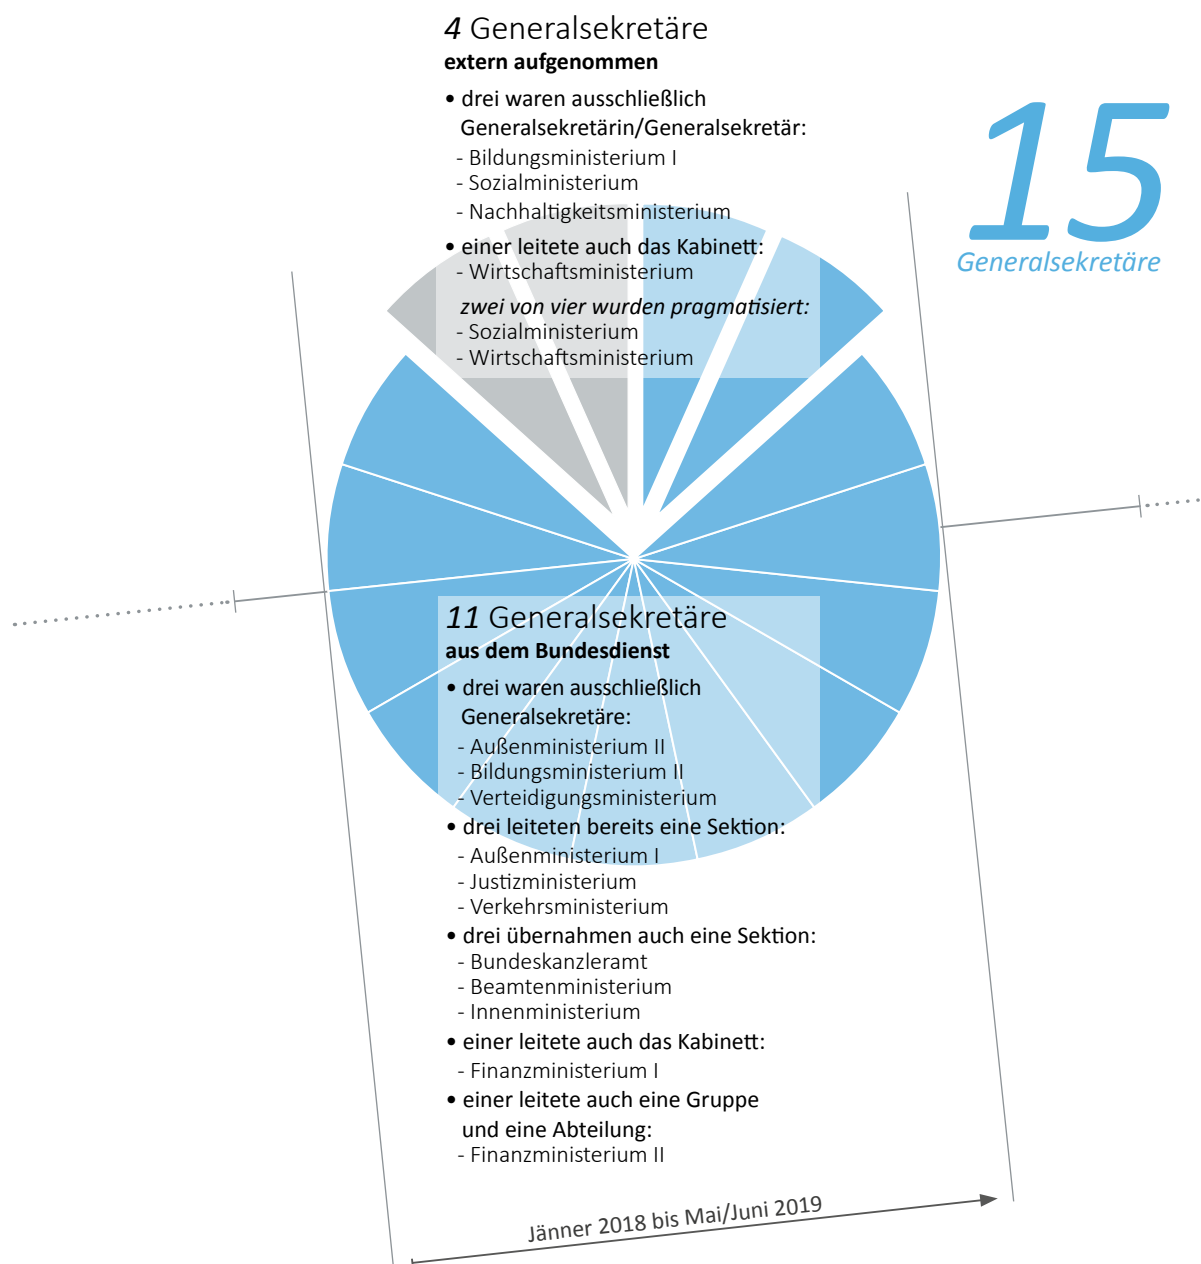 4 Generalsekretäre
extern aufgenommen
• drei waren ausschließlich
Generalsekretärin/Generalsekretär:
- Bildungsministerium I
- Sozialministerium
- Nachhaltigkeitsministerium
• einer leitete auch das Kabinett:
- Wirtschaftsministerium
zwei von vier wurden pragmatisiert:
- Sozialministerium
- Wirtschaftsministerium
15
Generalsekretäre
11 Generalsekretäre
aus dem Bundesdienst
• drei waren ausschließlich
Generalsekretäre:
- Außenministerium II
- Bildungsministerium II
- Verteidigungsministerium
• drei leiteten bereits eine Sektion:
- Außenministerium I
- Justizministerium
- Verkehrsministerium
• drei übernahmen auch eine Sektion:
- Bundeskanzleramt
- Beamtenministerium
- Innenministerium
• einer leitete auch das Kabinett:
- Finanzministerium I
• einer leitete auch eine Gruppe
und eine Abteilung:
- Finanzministerium II
Jänner 2018 bis Mai/Juni 2019